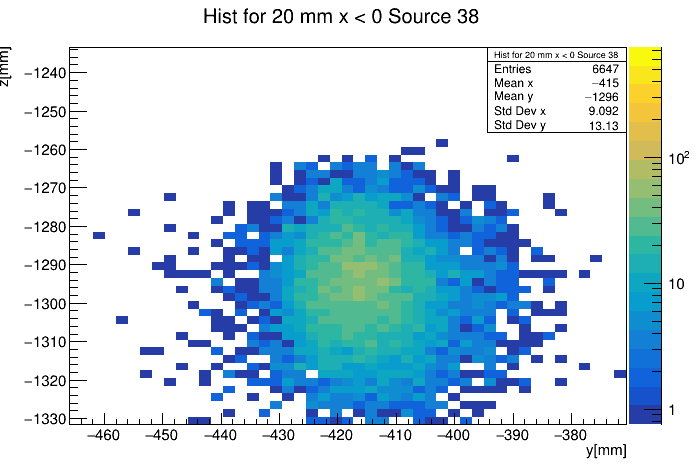 Hist for 20 mm x < 0 Source 38
z[mm]
Hist for 20 mm x < 0 Source 38
Entries 6647
Mean x −415
Mean y −1296
Std Dev x 9.092
Std Dev y 13.13
−1240
−1250
−1260
−1270
−1280
−1290
−1300
−1310
−1320
−1330
10²
10
1
−460 −450 −440 −430 −420 −410 −400 −390 −380
y[mm]